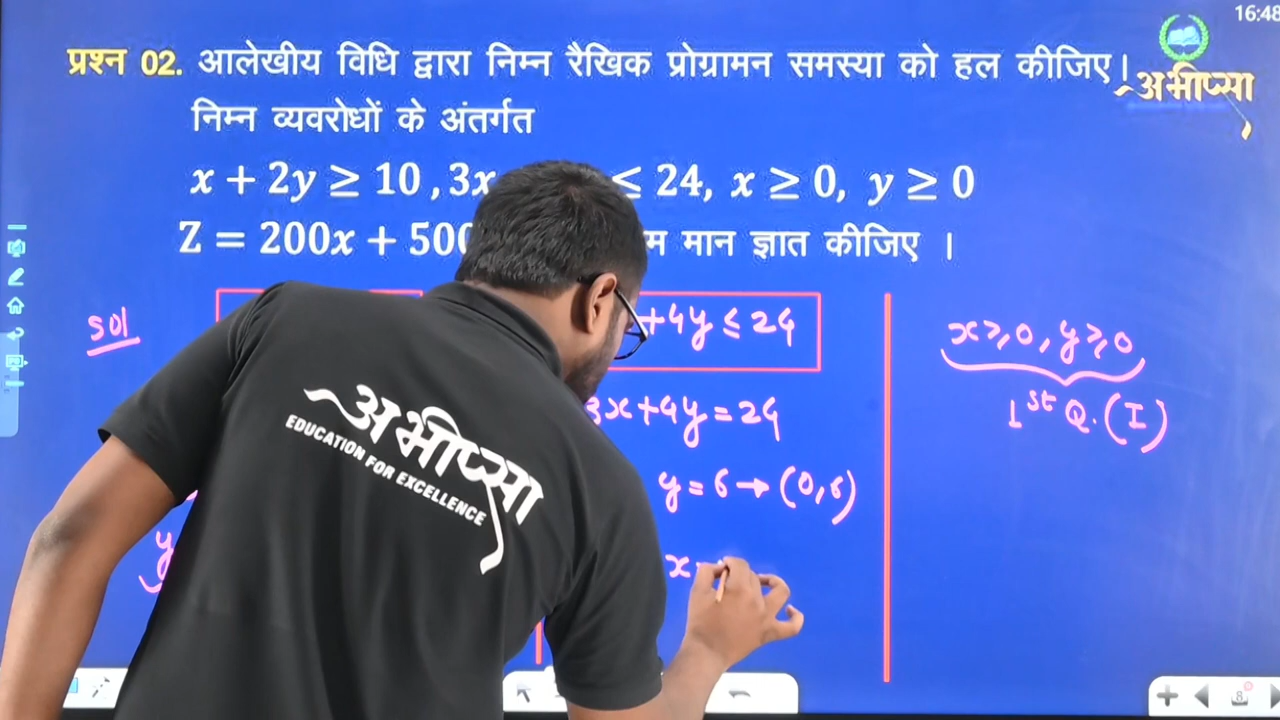 16:48
प्रश्न 02. आलेखीय विधि द्वारा निम्न रैखिक प्रोग्रामन समस्या को हल कीजिए।
अभीप्सा
निम्न व्यवरोधों के अंतर्गत
x + 2y ≥ 10 , 3x ≤ 24, x ≥ 0, y ≥ 0
Z = 200x + 500 मान ज्ञात कीजिए ।
Sol
+4y ≤ 24
x≥0, y≥0
3x+4y=24
1st Q. (I)
y = 6 → (0,6)
y
x
अभीप्सा
EDUCATION FOR EXCELLENCE
8